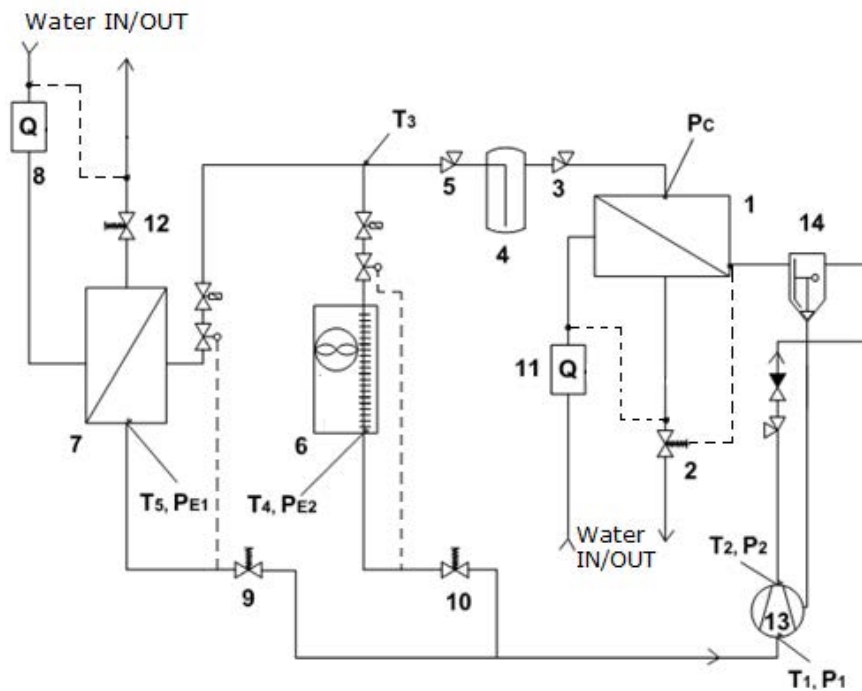 Water IN/OUT
Q
8
12
T3
5
3
4
PC
1
14
11
Q
7
6
2
T5, PE1
T4, PE2
Water
IN/OUT
T2, P2
9
10
13
T1, P1